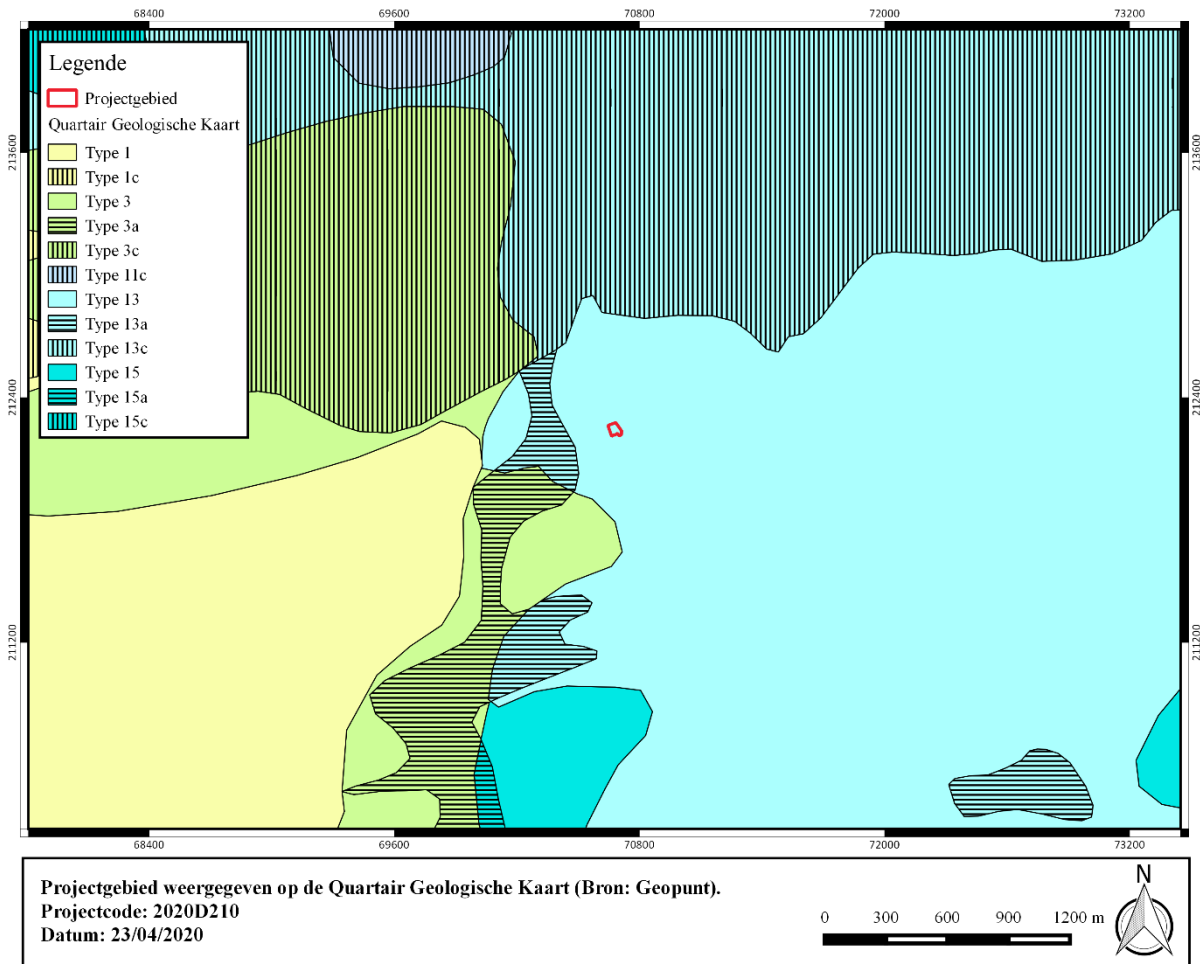 68400 69600 70800 72000 73200
Legende
Projectgebied
Quartair Geologische Kaart
Type 1
Type 1c
Type 3
Type 3a
Type 3c
Type 11c
Type 13
Type 13a
Type 13c
Type 15
Type 15a
Type 15c
213600 213600
212400 212400
211200 211200
68400 69600 70800 72000 73200
Projectgebied weergegeven op de Quartair Geologische Kaart (Bron: Geopunt).
Projectcode: 2020D210
Datum: 23/04/2020
0 300 600 900 1200 m
N